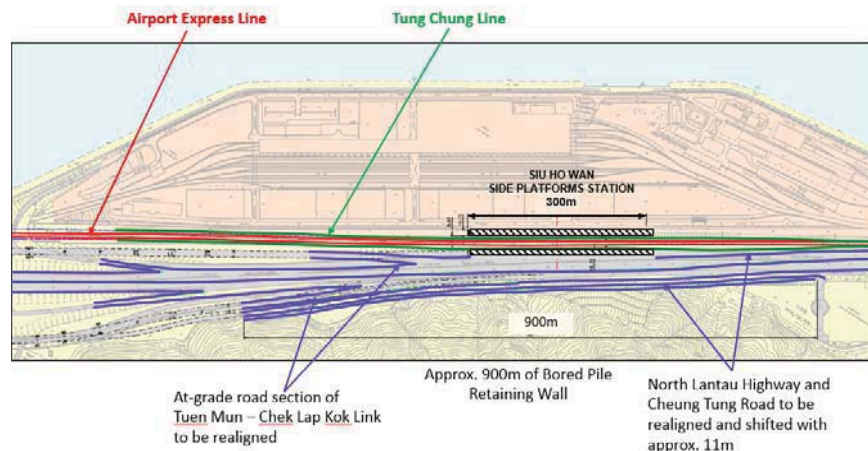 Airport Express Line
Tung Chung Line
SIU HO WAN
SIDE PLATFORMS STATION
300m
900m
At-grade road section of
Tuen Mun – Chek Lap Kok Link
to be realigned
Approx. 900m of Bored Pile
Retaining Wall
North Lantau Highway and
Cheung Tung Road to be
realigned and shifted with
approx. 11m